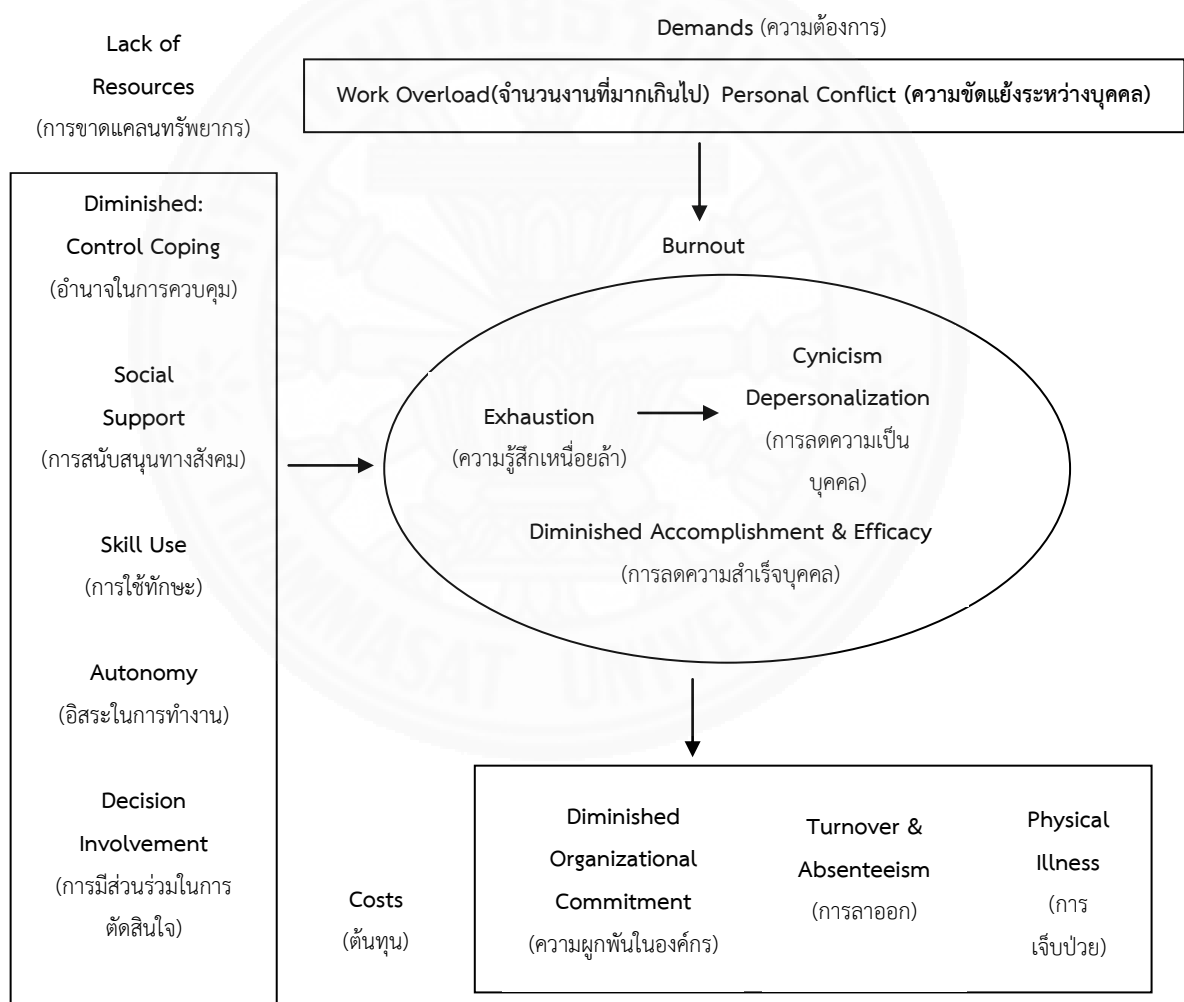 Lack of
Resources
(การขาดแคลนทรัพยากร)
Demands (ความต้องการ)
Work Overload(จำนวนงานที่มากเกินไป) Personal Conflict (ความขัดแย้งระหว่างบุคคล)
Diminished:
Control Coping
(อำนาจในการควบคุม)
Social
Support
(การสนับสนุนทางสังคม)
Skill Use
(การใช้ทักษะ)
Autonomy
(อิสระในการทำงาน)
Decision
Involvement
(การมีส่วนร่วมในการ
ตัดสินใจ)
Burnout
Exhaustion
(ความรู้สึกเหนื่อยล้า)
Cynicism
Depersonalization
(การลดความเป็น
บุคคล)
Diminished Accomplishment & Efficacy
(การลดความสำเร็จบุคคล)
Costs
(ต้นทุน)
Diminished
Organizational
Commitment
(ความผูกพันในองค์กร)
Turnover &
Absenteeism
(การลาออก)
Physical
Illness
(การ
เจ็บป่วย)
THAMMASAT UNIVERSITY